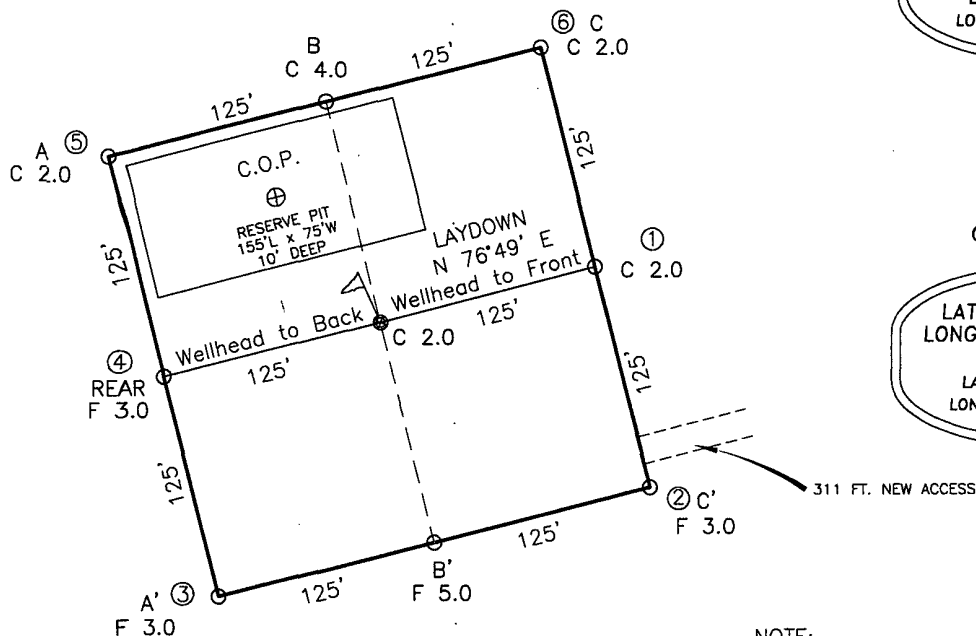 LO
⑥ C
C 2.0
B
C 4.0
125'
125'
A ⑤
C 2.0
C.O.P.
RESERVE PIT
155'L x 75'W
10' DEEP
125'
125'
LAYDOWN
N 76°49' E
Wellhead to Front
125'
①
C 2.0
Wellhead to Back
125'
C 2.0
④
REAR
F 3.0
LAT
LONG
LA
LON
125'
125'
311 FT. NEW ACCESS
② C'
F 3.0
125'
B'
F 5.0
125'
A' ③
F 3.0
NOTE: